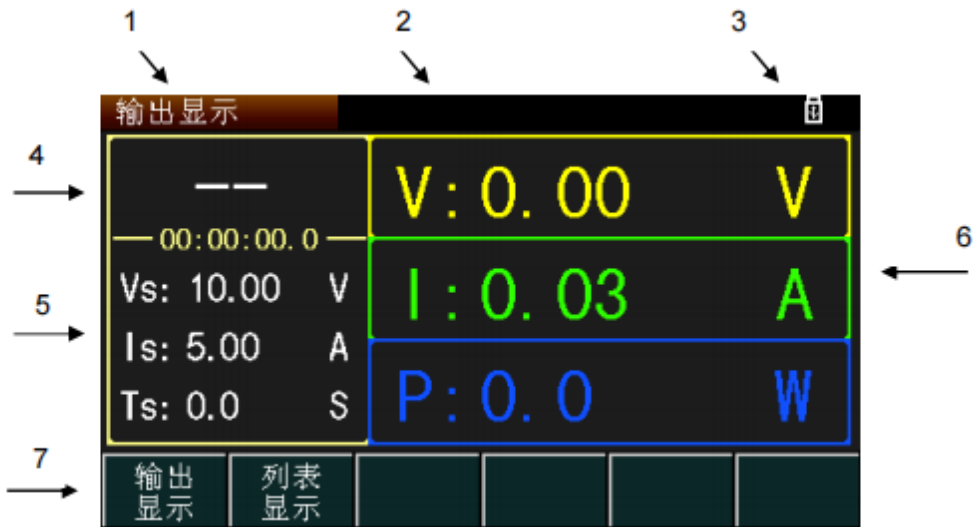 1 2 3
输出显示
4
-- V: 0.00 V
00:00:00.0
6
Vs: 10.00 V
5
I: 0.03 A
Is: 5.00 A
Ts: 0.0 S
P: 0.0 W
7
输出显示 列表显示